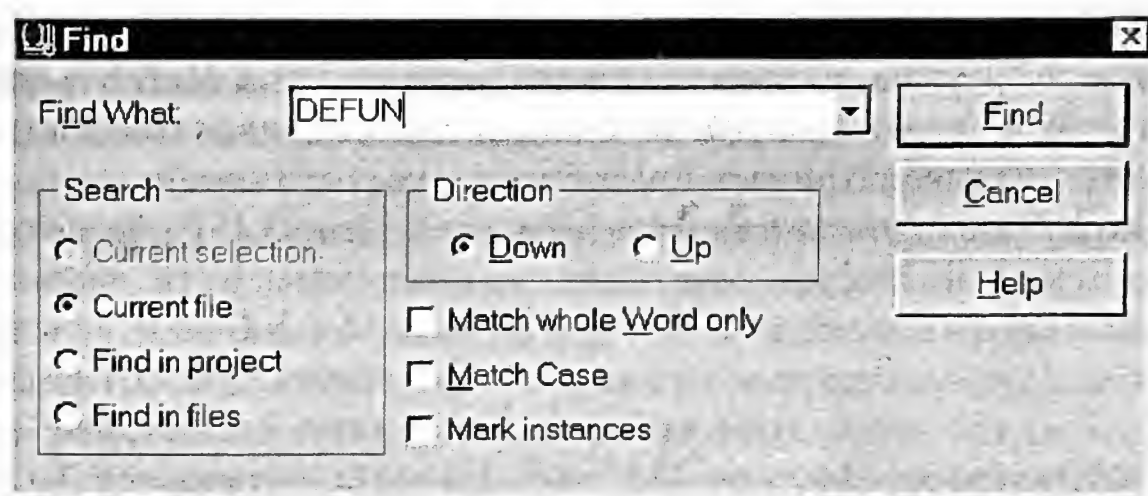 Find
Find What: DEFUN Find
Search Direction Cancel
Current selection Down Up
Help
Current file
Match whole Word only
Find in project
Match Case
Find in files
Mark instances